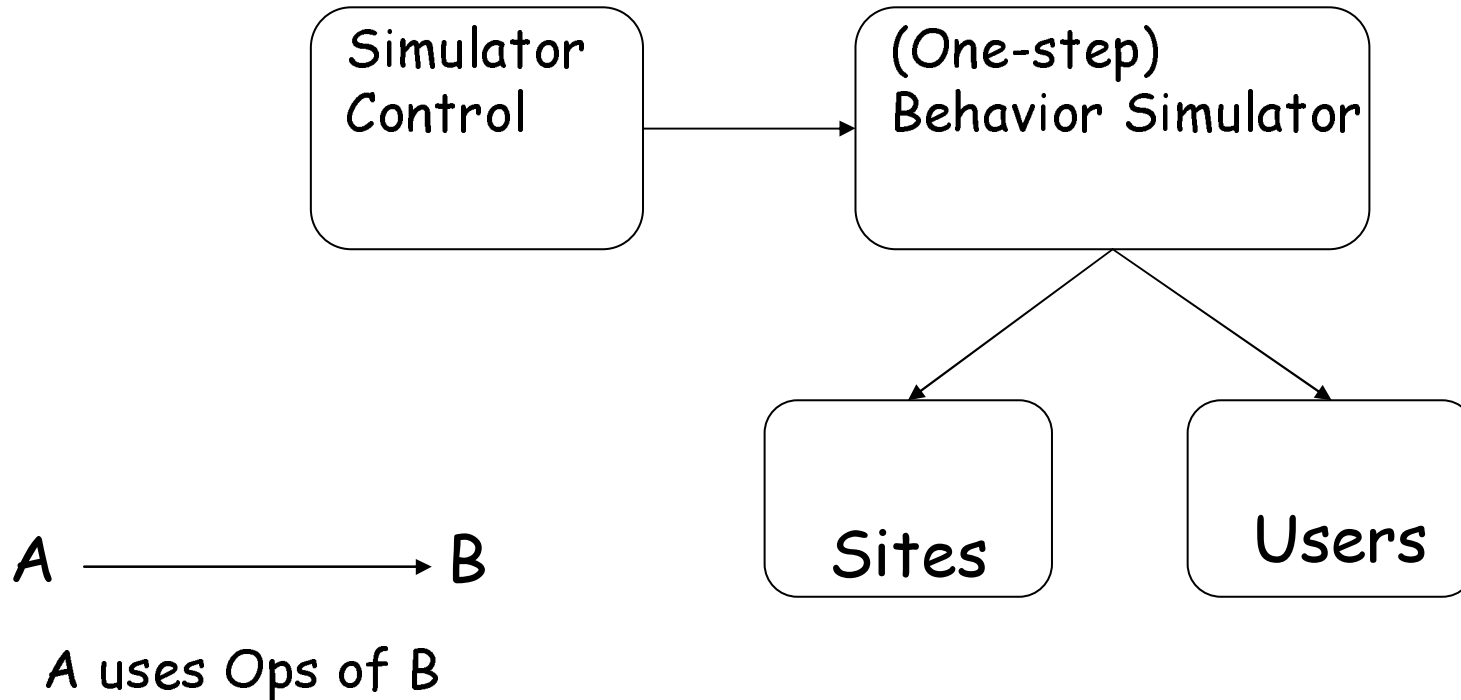 Simulator
Control
(One-step)
Behavior Simulator
Sites
Users
A
B
A uses Ops of B